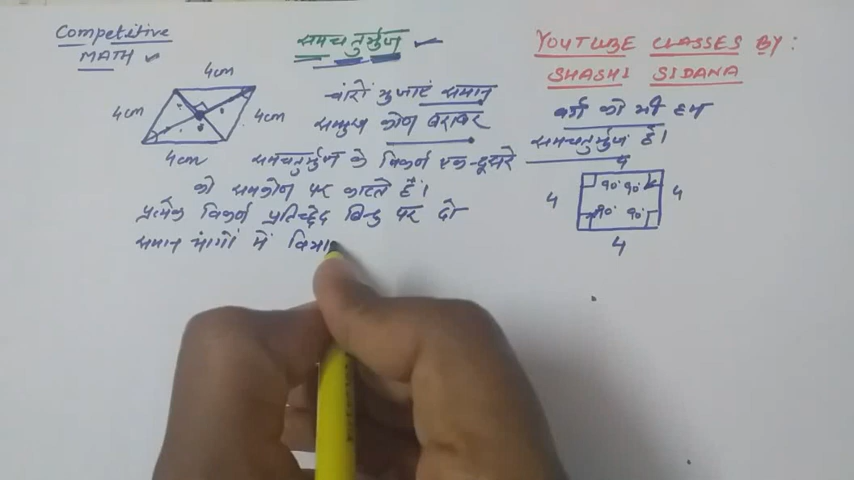 Competitive
MATH
समचतुर्भुज
YOUTUBE CLASSES BY:
SHASHI SIDANA
4cm
4cm
4cm
4cm
चारों भुजाएं समान
सम्मुख कोण बराबर
समचतुर्भुज के विकर्ण एक-दूसरे
को समकोण पर काटते हैं।
प्रत्येक विकर्ण प्रतिच्छेद बिन्दु पर दो
समान भागों में विभा
वर्ग को भी हम
समचतुर्भुज है।
4
4
90° 90°
4
90° 90°
4